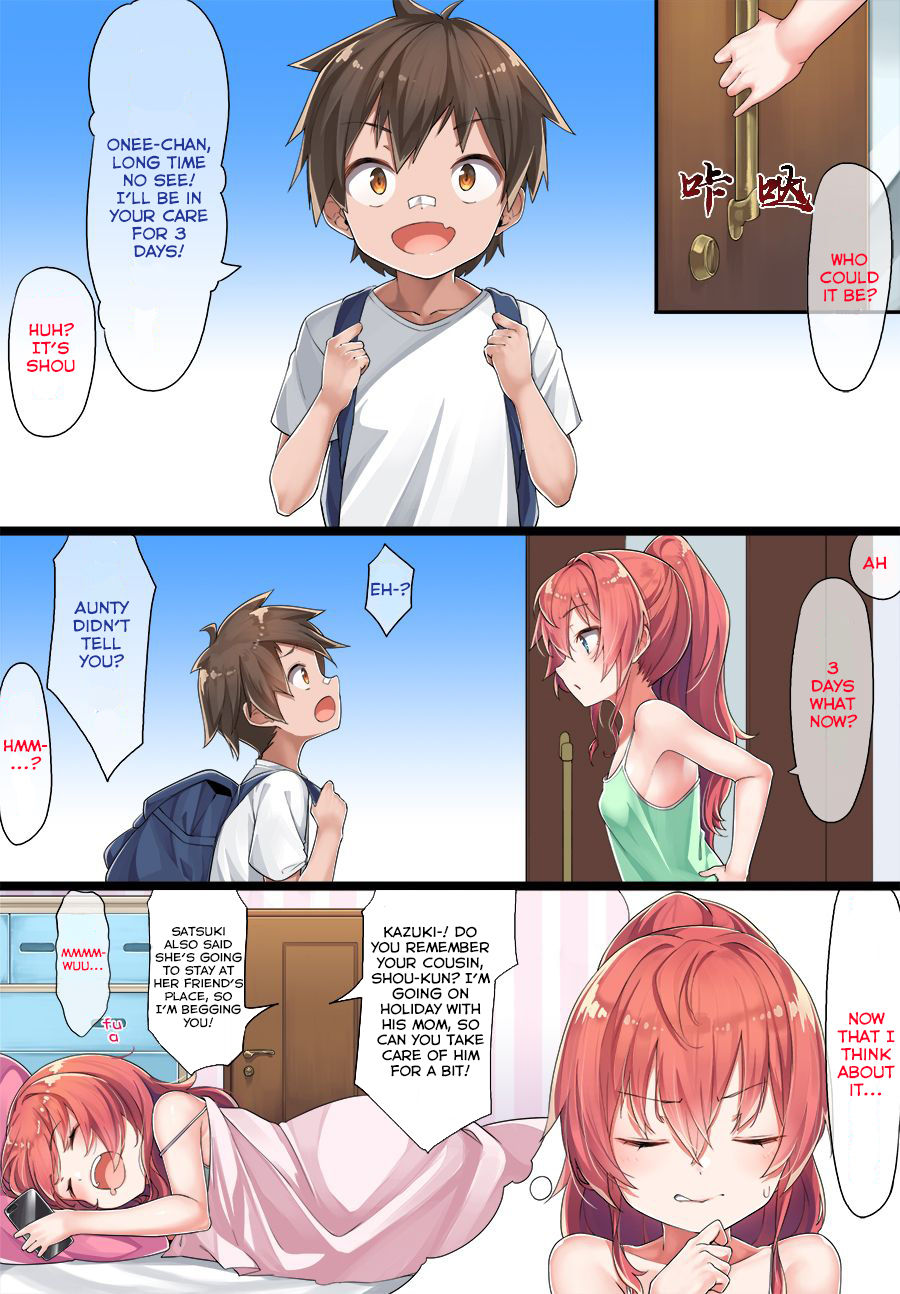 WHO
COULD
IT BE?
咔 哒
ONEE-CHAN,
LONG TIME
NO SEE!
I'LL BE IN
YOUR CARE
FOR 3
DAYS!
HUH?
IT'S
SHOU
AH
3
DAYS
WHAT
NOW?
EH-?
AUNTY
DIDN'T
TELL
YOU?
HMM-
...?
NOW
THAT I
THINK
ABOUT
IT...
KAZUKI-! DO
YOU REMEMBER
YOUR COUSIN,
SHOU-KUN? I'M
GOING ON
HOLIDAY WITH
HIS MOM, SO
CAN YOU TAKE
CARE OF HIM
FOR A BIT!
SATSUKI
ALSO SAID
SHE'S GOING
TO STAY AT
HER FRIEND'S
PLACE, SO
I'M BEGGING
YOU!
MMMM-
WUU...
fu
a